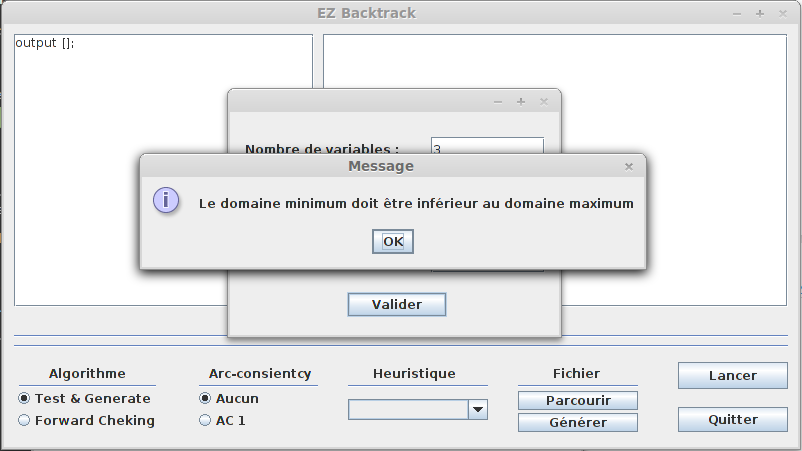 EZ Backtrack
output [];
Nombre de variables : 3
Message
Le domaine minimum doit être inférieur au domaine maximum
OK
Valider
Algorithme Arc-consientcy Heuristique Fichier Lancer
Test & Generate Aucun Parcourir
Forward Cheking AC 1 Générer Quitter